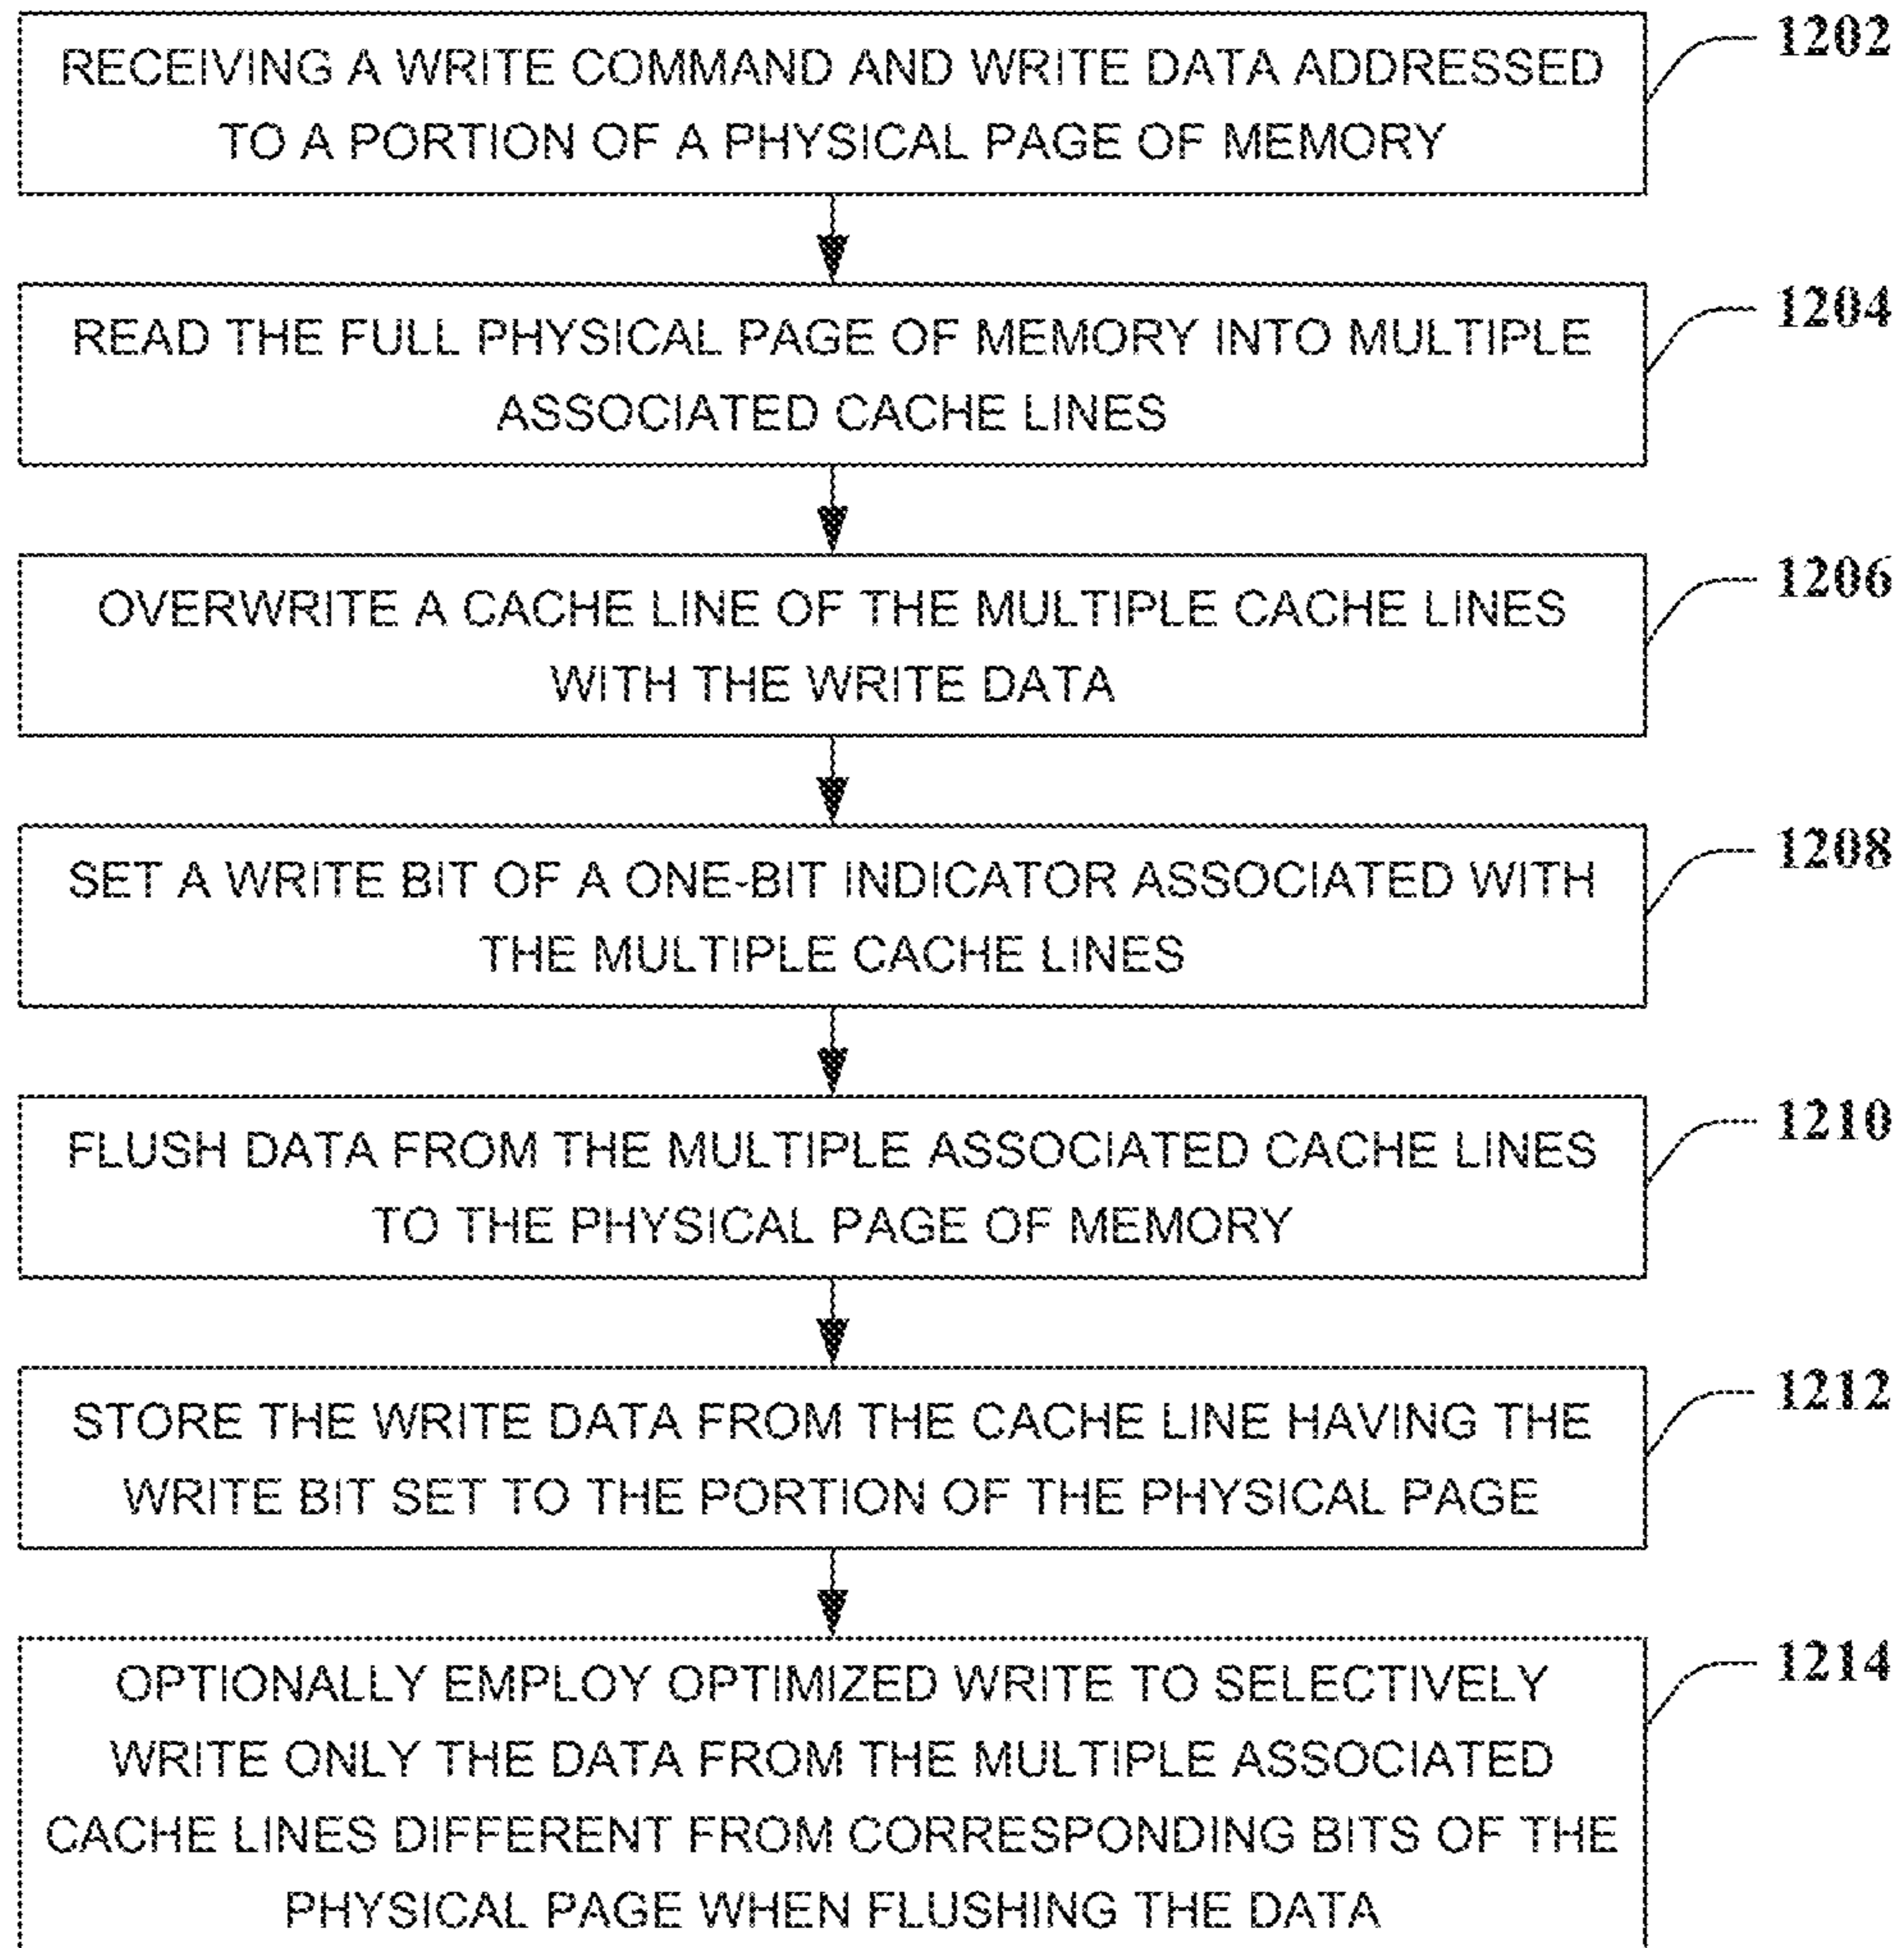 RECEIVING A WRITE COMMAND AND WRITE DATA ADDRESSED
TO A PORTION OF A PHYSICAL PAGE OF MEMORY
1202
READ THE FULL PHYSICAL PAGE OF MEMORY INTO MULTIPLE
ASSOCIATED CACHE LINES
1204
OVERWRITE A CACHE LINE OF THE MULTIPLE CACHE LINES
WITH THE WRITE DATA
1206
SET A WRITE BIT OF A ONE-BIT INDICATOR ASSOCIATED WITH
THE MULTIPLE CACHE LINES
1208
FLUSH DATA FROM THE MULTIPLE ASSOCIATED CACHE LINES
TO THE PHYSICAL PAGE OF MEMORY
1210
STORE THE WRITE DATA FROM THE CACHE LINE HAVING THE
WRITE BIT SET TO THE PORTION OF THE PHYSICAL PAGE
1212
OPTIONALLY EMPLOY OPTIMIZED WRITE TO SELECTIVELY
WRITE ONLY THE DATA FROM THE MULTIPLE ASSOCIATED
CACHE LINES DIFFERENT FROM CORRESPONDING BITS OF THE
PHYSICAL PAGE WHEN FLUSHING THE DATA
1214